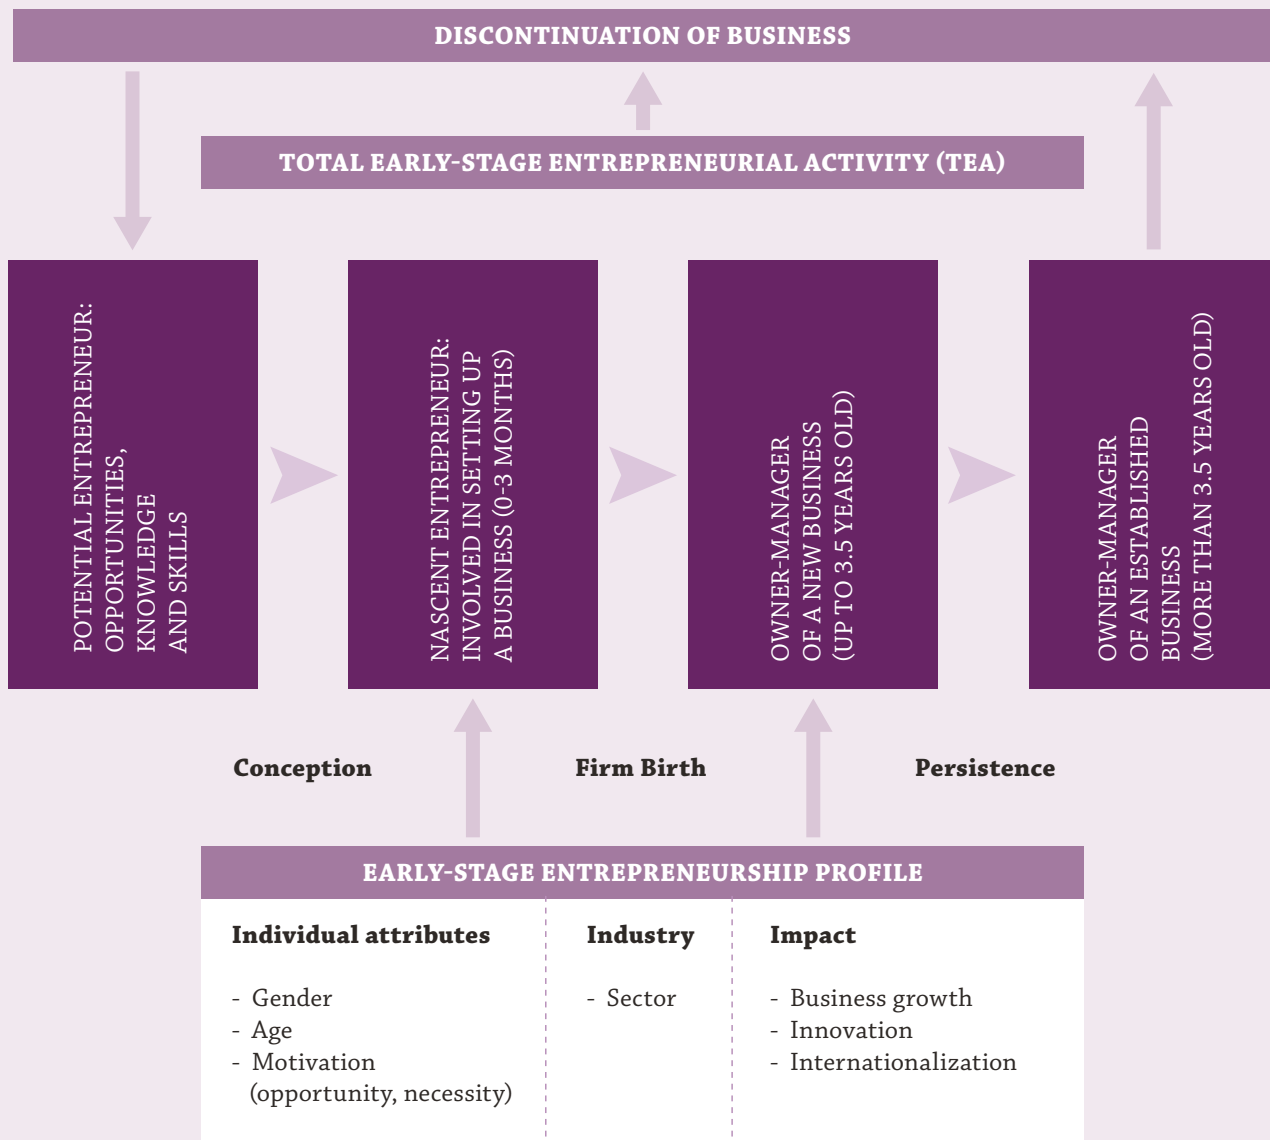 DISCONTINUATION OF BUSINESS
TOTAL EARLY-STAGE ENTREPRENEURIAL ACTIVITY (TEA)
POTENTIAL ENTREPRENEUR:
OPPORTUNITIES,
KNOWLEDGE
AND SKILLS
NASCENT ENTREPRENEUR:
INVOLVED IN SETTING UP
A BUSINESS (0-3 MONTHS)
OWNER-MANAGER
OF A NEW BUSINESS
(UP TO 3.5 YEARS OLD)
OWNER-MANAGER
OF AN ESTABLISHED
BUSINESS
(MORE THAN 3.5 YEARS OLD)
Conception
Firm Birth
Persistence
EARLY-STAGE ENTREPRENEURSHIP PROFILE
Individual attributes
- Gender
- Age
- Motivation
(opportunity, necessity)
Industry
- Sector
Impact
- Business growth
- Innovation
- Internationalization